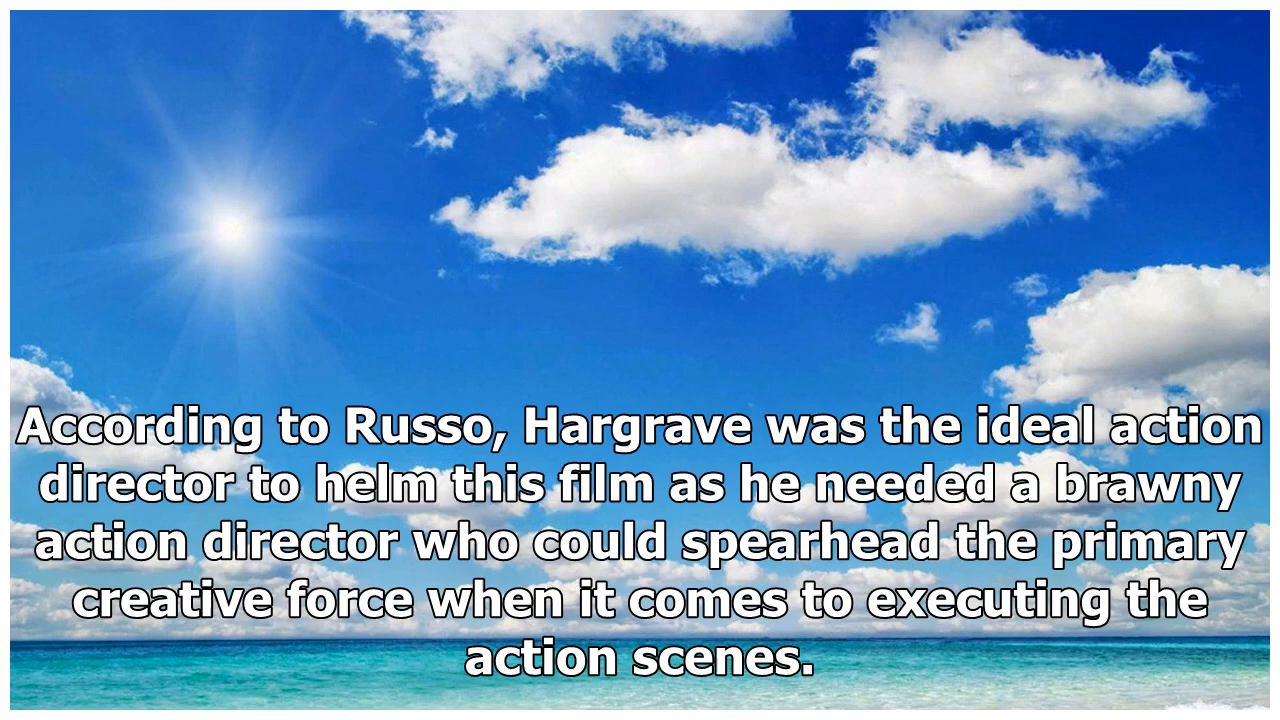 According to Russo, Hargrave was the ideal action
director to helm this film as he needed a brawny
action director who could spearhead the primary
creative force when it comes to executing the
action scenes.